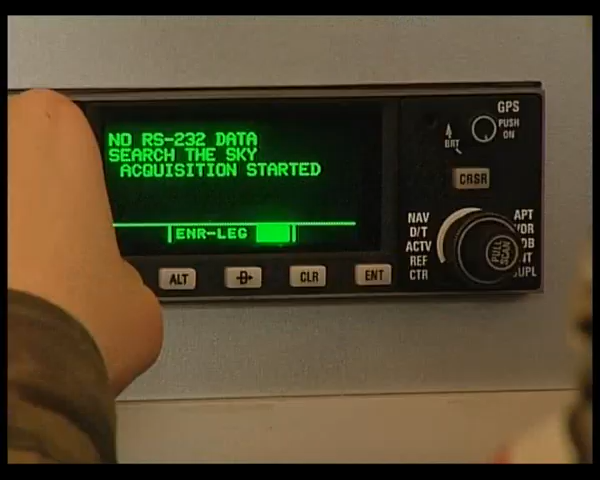 NO RS-232 DATA
SEARCH THE SKY
ACQUISITION STARTED
ENR-LEG
ALT
D
CLR
ENT
GPS
PUSH
ON
BRT
CRSR
NAV
D/T
ACTV
REF
CTR
PULL
SCAN
APT